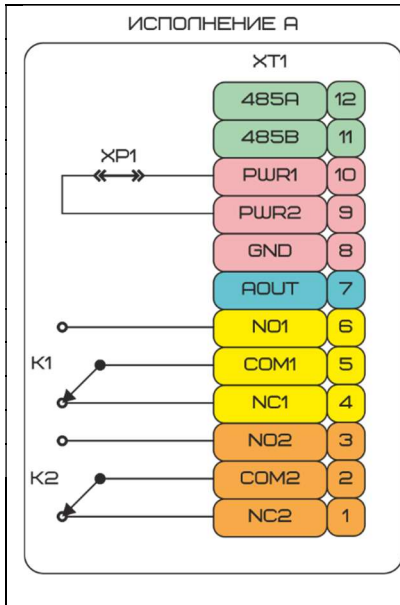 ИСПОЛНЕНИЕ А
XT1
485A 12
485B 11
XP1
PWR1 10
PWR2 9
GND 8
AOUT 7
NO1 6
K1
COM1 5
NC1 4
NO2 3
K2
COM2 2
NC2 1